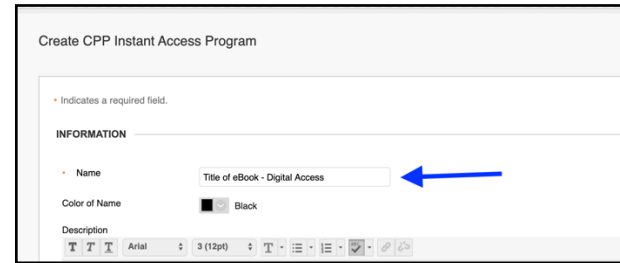 Create CPP Instant Access Program
• Indicates a required field.
INFORMATION
• Name
Title of eBook - Digital Access
Color of Name
Black
Description
T T T Arial 3 (12pt) T